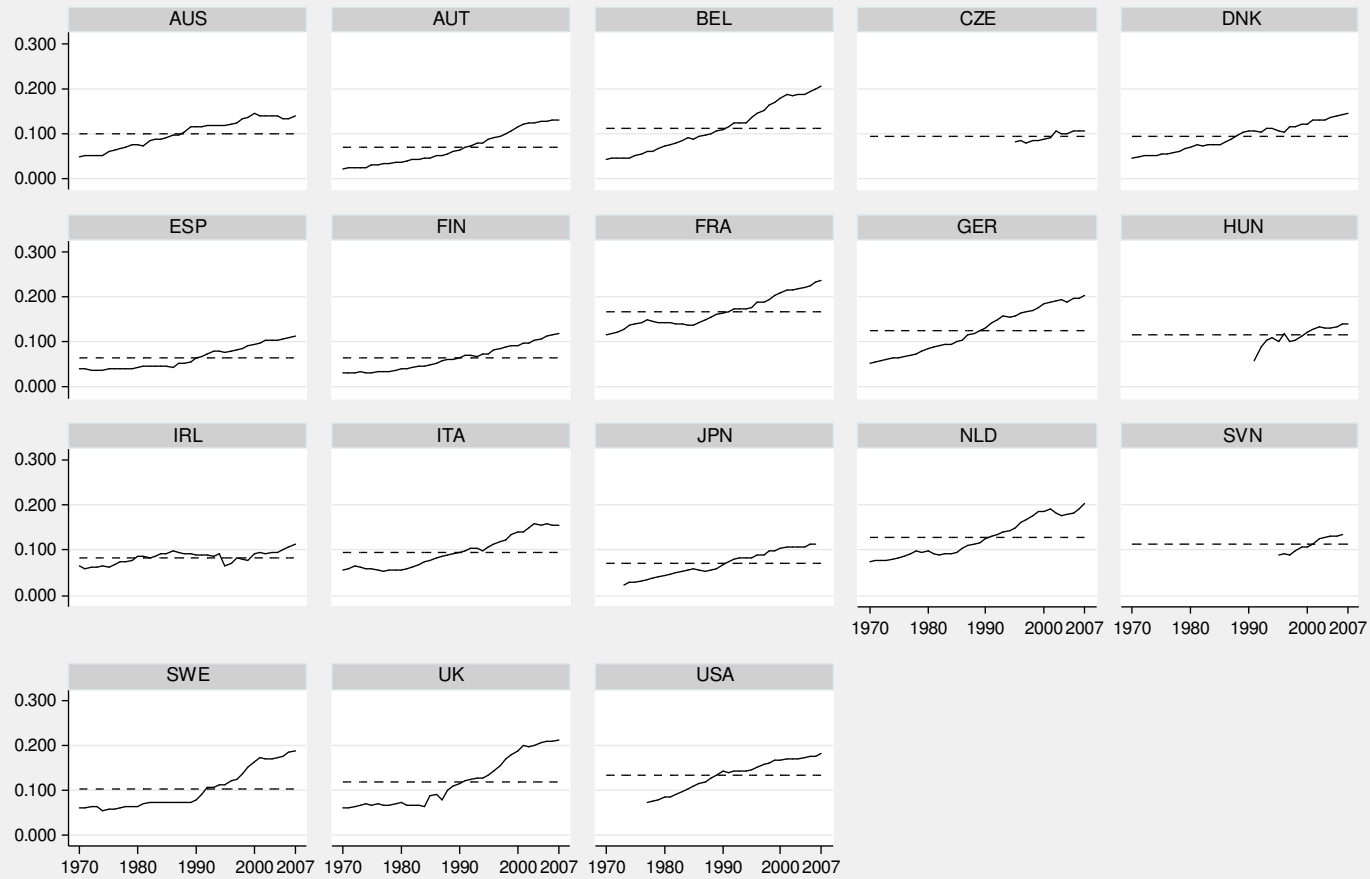 AUS AUT BEL CZE DNK
0.300
0.200
0.100
0.000
ESP FIN FRA GER HUN
0.300
0.200
0.100
0.000
IRL ITA JPN NLD SVN
0.300
0.200
0.100
0.000
1970 1980 1990 2000 2007 1970 1980 1990 2000 2007
SWE UK USA
0.300
0.200
0.100
0.000
1970 1980 1990 2000 2007 1970 1980 1990 2000 2007 1970 1980 1990 2000 2007